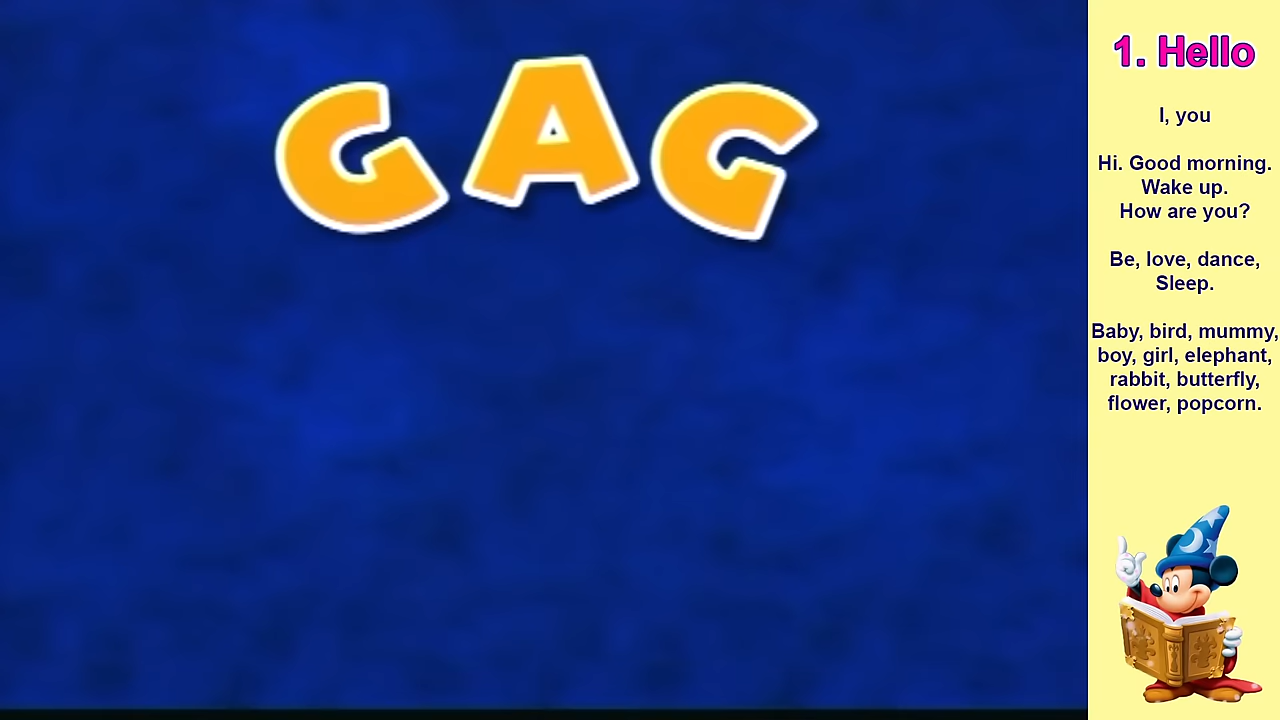 GAG
1. Hello
I, you
Hi. Good morning.
Wake up.
How are you?
Be, love, dance,
Sleep.
Baby, bird, mummy,
boy, girl, elephant,
rabbit, butterfly,
flower, popcorn.